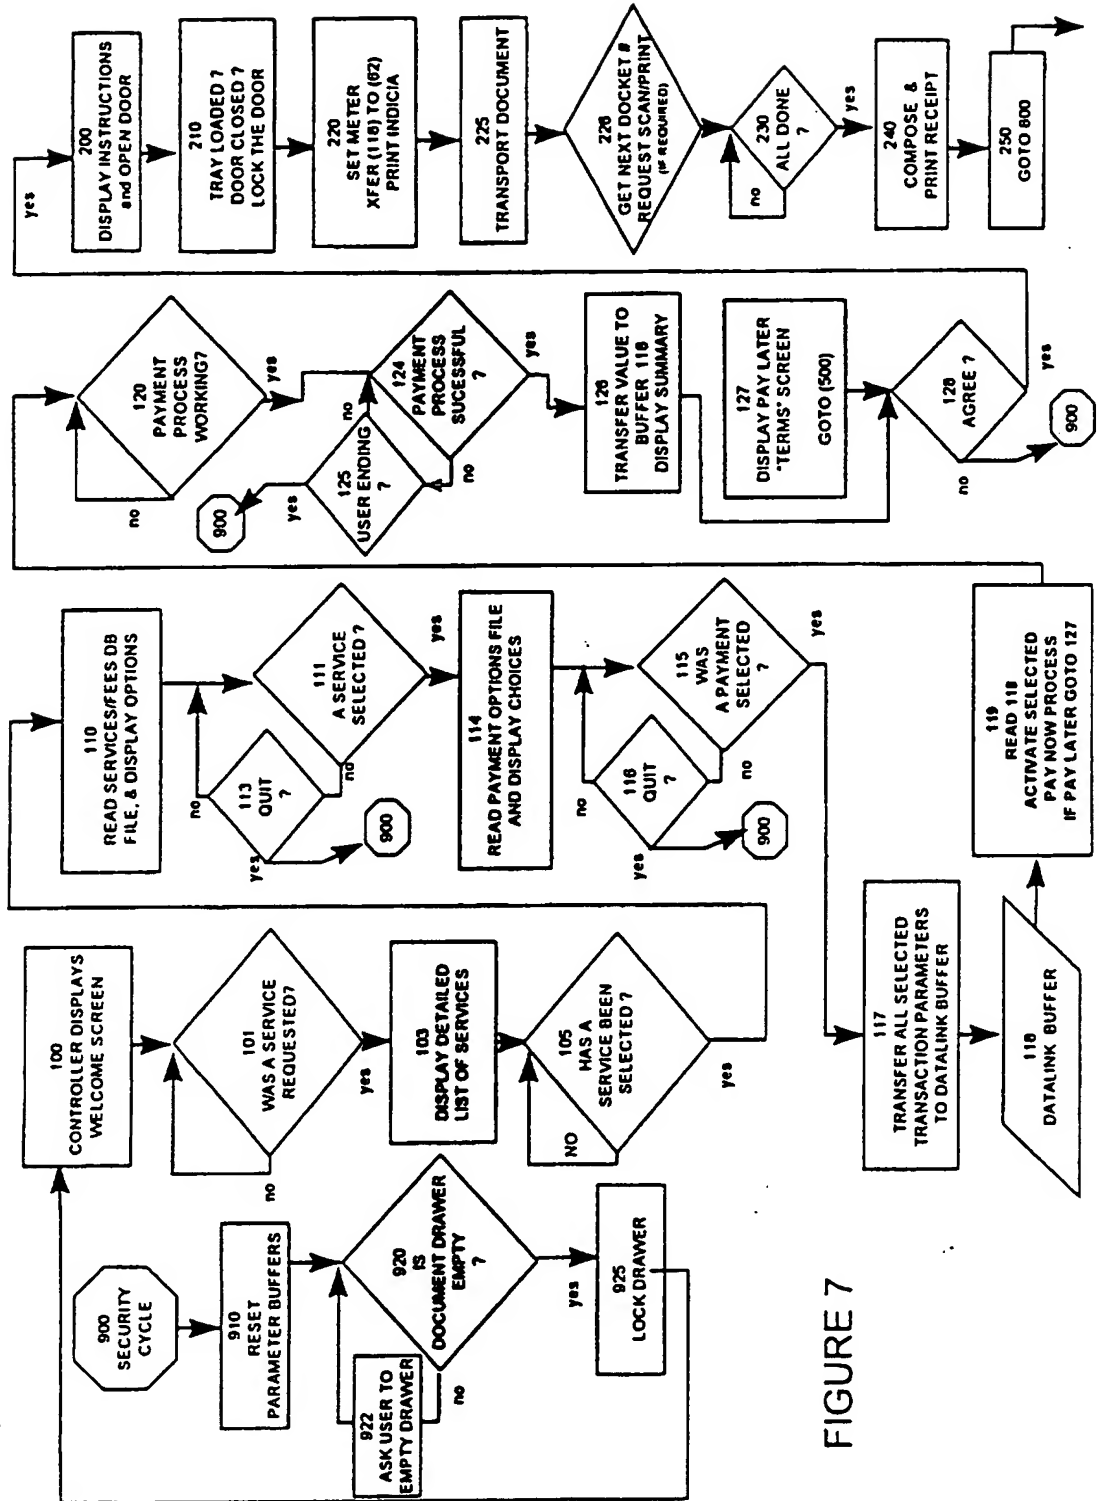 900
SECURITY
CYCLE
910
RESET
PARAMETER BUFFERS
920
IS
DOCUMENT DRAWER
EMPTY
?
no
922
ASK USER TO
EMPTY DRAWER
yes
925
LOCK DRAWER
100
CONTROLLER DISPLAYS
WELCOME SCREEN
101
WAS A SERVICE
REQUESTED?
no
yes
103
DISPLAY DETAILED
LIST OF SERVICES
105
HAS A
SERVICE BEEN
SELECTED ?
NO
yes
110
READ SERVICES/FEES DB
FILE, & DISPLAY OPTIONS
111
A SERVICE
SELECTED ?
no
113
QUIT
?
no
yes
900
yes
114
READ PAYMENT OPTIONS FILE
AND DISPLAY CHOICES
115
WAS
A PAYMENT
SELECTED
?
no
116
QUIT
?
no
yes
900
yes
117
TRANSFER ALL SELECTED
TRANSACTION PARAMETERS
TO DATALINK BUFFER
118
DATALINK BUFFER
119
READ 118
ACTIVATE SELECTED
PAY NOW PROCESS
IF PAY LATER GOTO 127
120
PAYMENT
PROCESS
WORKING?
no
yes
124
PAYMENT
PROCESS
SUCESSFUL
?
no
125
USER ENDING
?
no
yes
900
yes
126
TRANSFER VALUE TO
BUFFER 116
DISPLAY SUMMARY
127
DISPLAY PAY LATER
"TERMS" SCREEN
GOTO (500)
128
AGREE ?
no
900
yes
yes
200
DISPLAY INSTRUCTIONS
and OPEN DOOR
210
TRAY LOADED ?
DOOR CLOSED ?
LOCK THE DOOR
220
SET METER
XFER (118) TO (62)
PRINT INDICIA
225
TRANSPORT DOCUMENT
226
GET NEXT DOCKET #
REQUEST SCAN/PRINT
(IF REQUIRED)
230
ALL DONE
?
no
yes
240
COMPOSE &
PRINT RECEIPT
250
GOTO 800
FIGURE 7